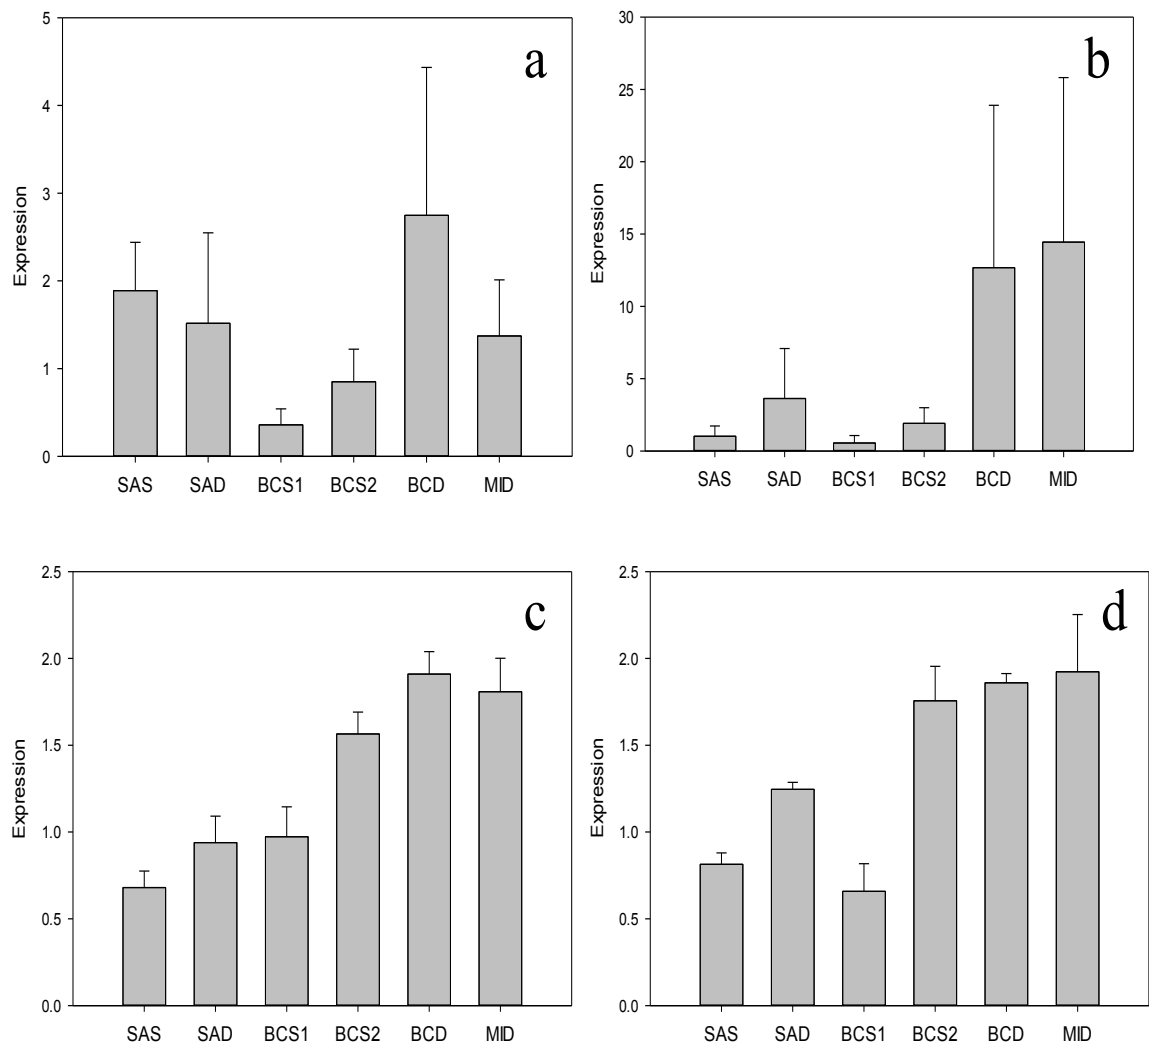 a
5
4
3
2
1
0
Expression
SAS SAD BCS1 BCS2 BCD MID
b
30
25
20
15
10
5
0
Expression
SAS SAD BCS1 BCS2 BCD MID
c
2.5
2.0
1.5
1.0
0.5
0.0
Expression
SAS SAD BCS1 BCS2 BCD MID
d
2.5
2.0
1.5
1.0
0.5
0.0
Expression
SAS SAD BCS1 BCS2 BCD MID